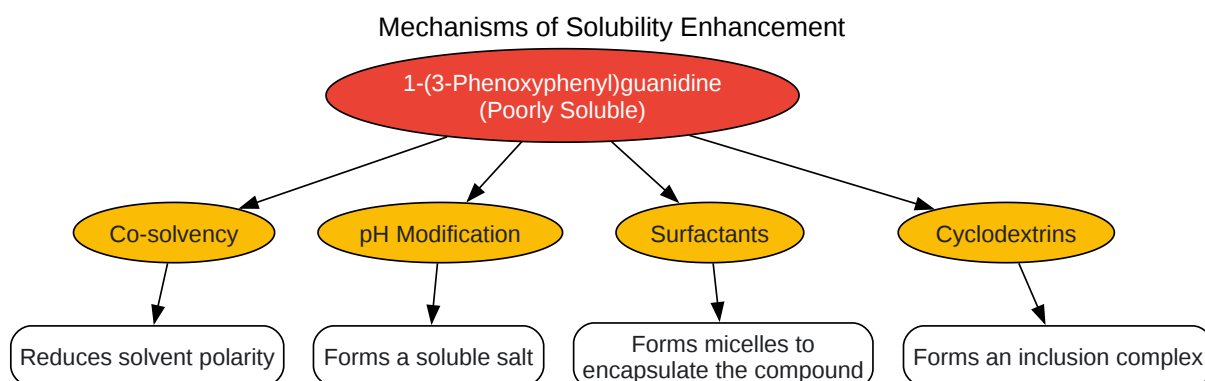 Mechanisms of Solubility Enhancement
1-(3-Phenoxyphenyl)guanidine
(Poorly Soluble)
Co-solvency
pH Modification
Surfactants
Cyclodextrins
Reduces solvent polarity
Forms a soluble salt
Forms micelles to
encapsulate the compound
Forms an inclusion complex